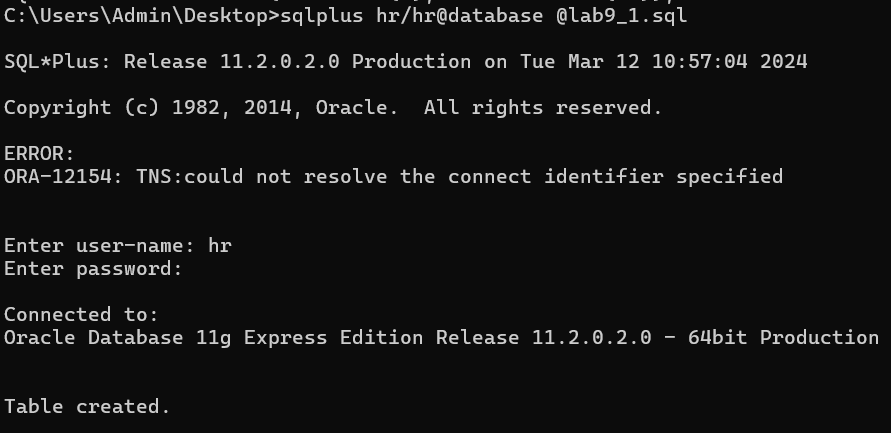 C:\Users\Admin\Desktop>sqlplus hr/hr@database @lab9_1.sql
SQL*Plus: Release 11.2.0.2.0 Production on Tue Mar 12 10:57:04 2024
Copyright (c) 1982, 2014, Oracle.  All rights reserved.
ERROR:
ORA-12154: TNS:could not resolve the connect identifier specified
Enter user-name: hr
Enter password:
Connected to:
Oracle Database 11g Express Edition Release 11.2.0.2.0 - 64bit Production
Table created.